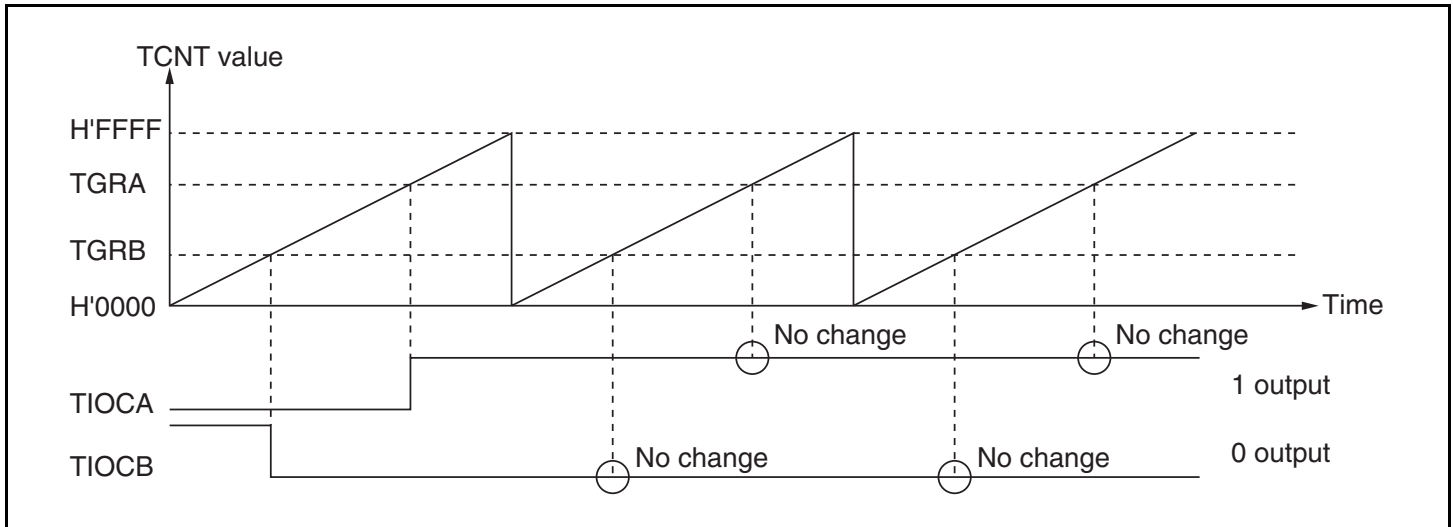 TCNT value
H'FFFF
TGRA
TGRB
H'0000
Time
No change
No change
1 output
TIOCA
No change
No change
0 output
TIOCB